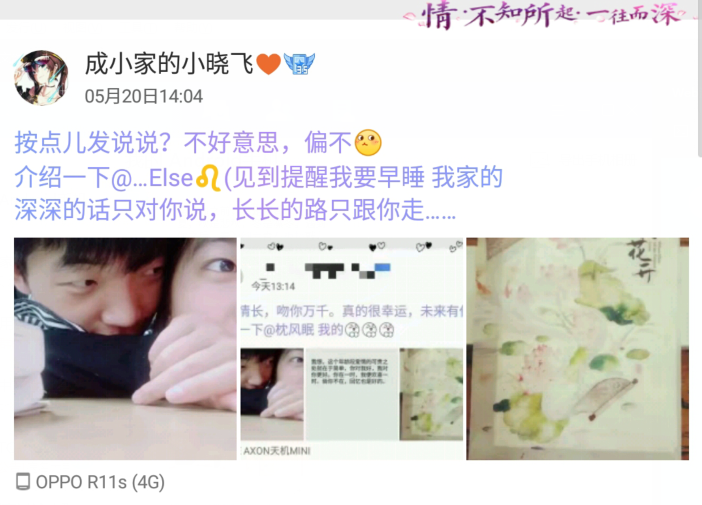 情·不知所起·一往而深
成小家的小晓飞
05月20日14:04
按点儿发说说？不好意思，偏不
介绍一下@…Else♌(见到提醒我要早睡 我家的
深深的话只对你说，长长的路只跟你走……
今天13:14
情长，吻你万千。真的很幸运，未来有你
一下@枕风眠 我的
AXON天机MINI
花开
OPPO R11s (4G)